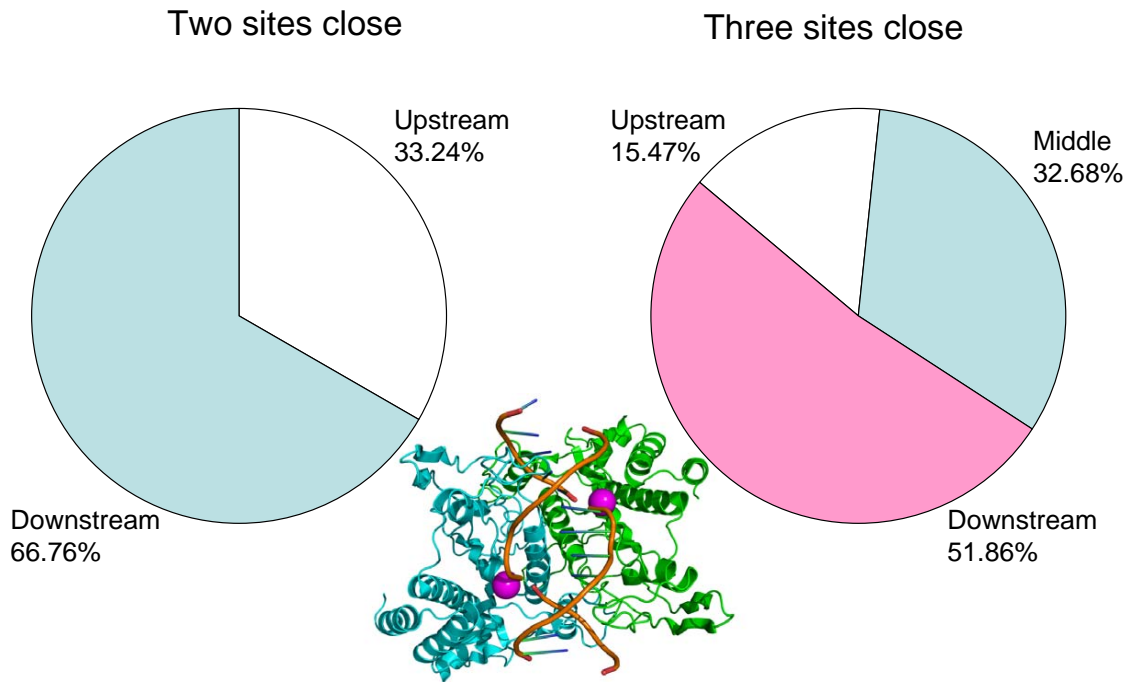 Two sites close
Upstream
33.24%
Downstream
66.76%
Three sites close
Upstream
15.47%
Middle
32.68%
Downstream
51.86%